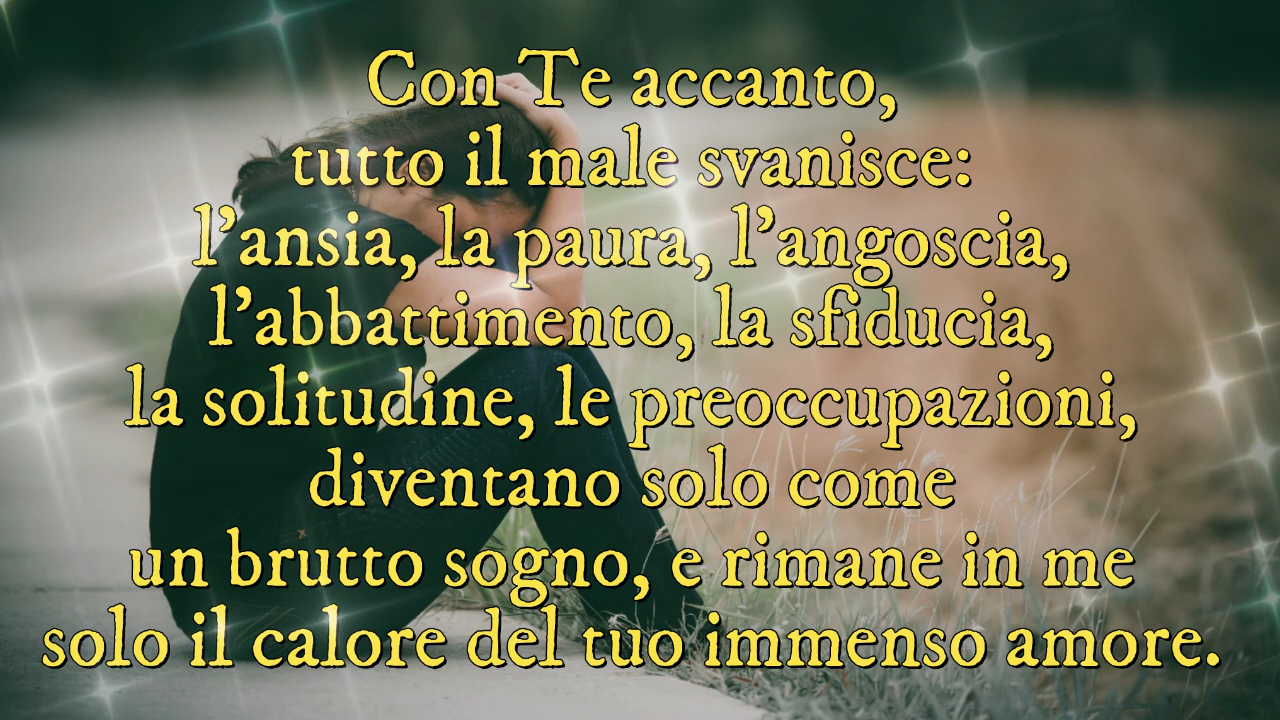 Con Te accanto,
tutto il male svanisce:
l’ansia, la paura, l’angoscia,
l’abbattimento, la sfiducia,
la solitudine, le preoccupazioni,
diventano solo come
un brutto sogno, e rimane in me
solo il calore del tuo immenso amore.